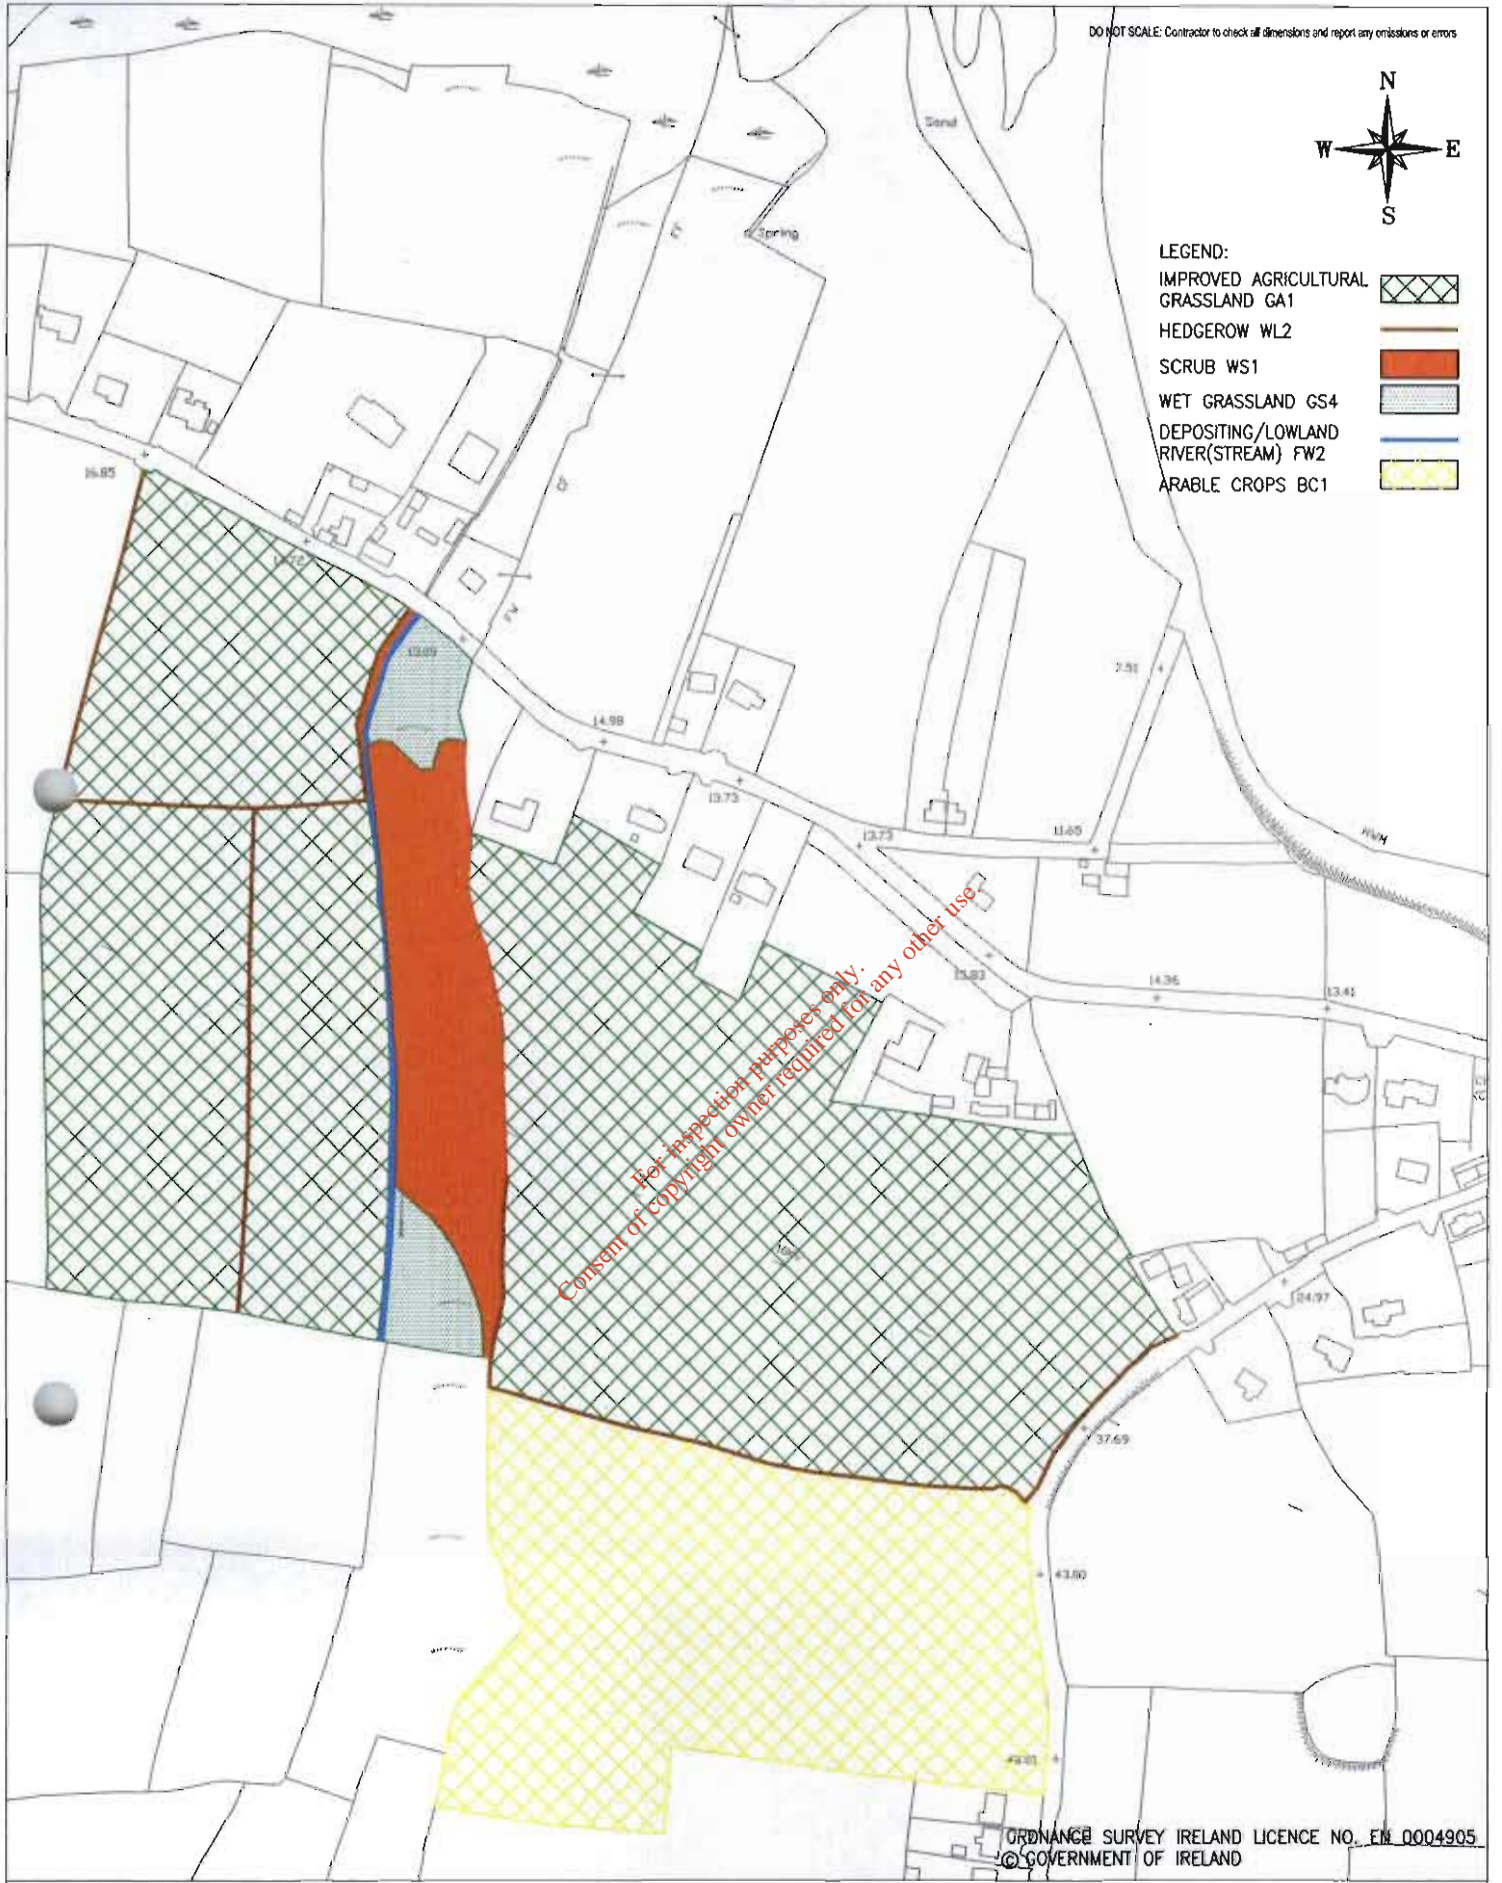 DO NOT SCALE: Contractor to check all dimensions and report any omissions or errors
N
W E
S
Sand
Spring
LEGEND:
IMPROVED AGRICULTURAL
GRASSLAND GA1
HEDGEROW WL2
SCRUB WS1
WET GRASSLAND GS4
DEPOSITING/LOWLAND
RIVER(STREAM) FW2
ARABLE CROPS BC1
16.85
2.51
14.98
13.73
13.73
11.65
HWM
14.36
13.41
For inspection purposes only.
Consent of copyright owner required for any other use.
24.97
37.69
43.80
ORDNANCE SURVEY IRELAND LICENCE NO. EN 0004905
© GOVERNMENT OF IRELAND